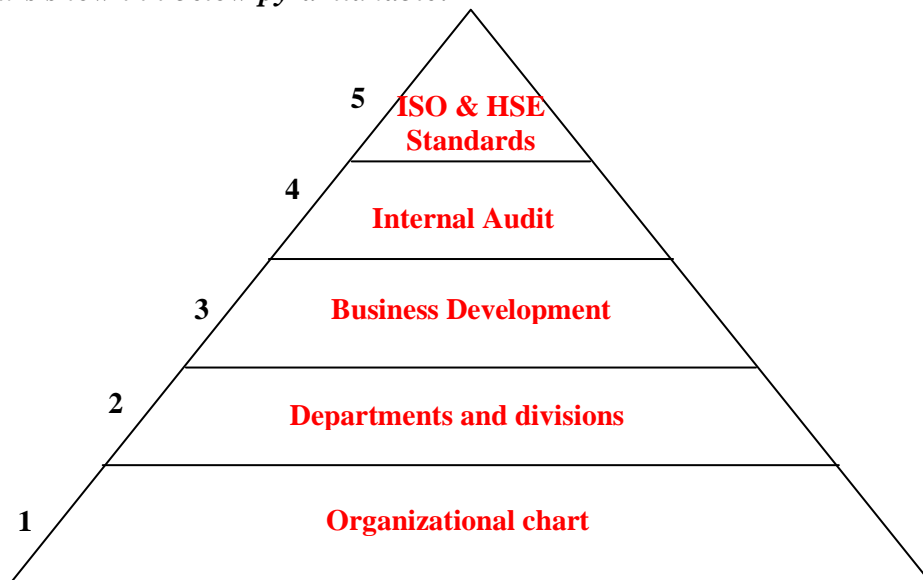 5 ISO & HSE
Standards
4 Internal Audit
3 Business Development
2 Departments and divisions
1 Organizational chart